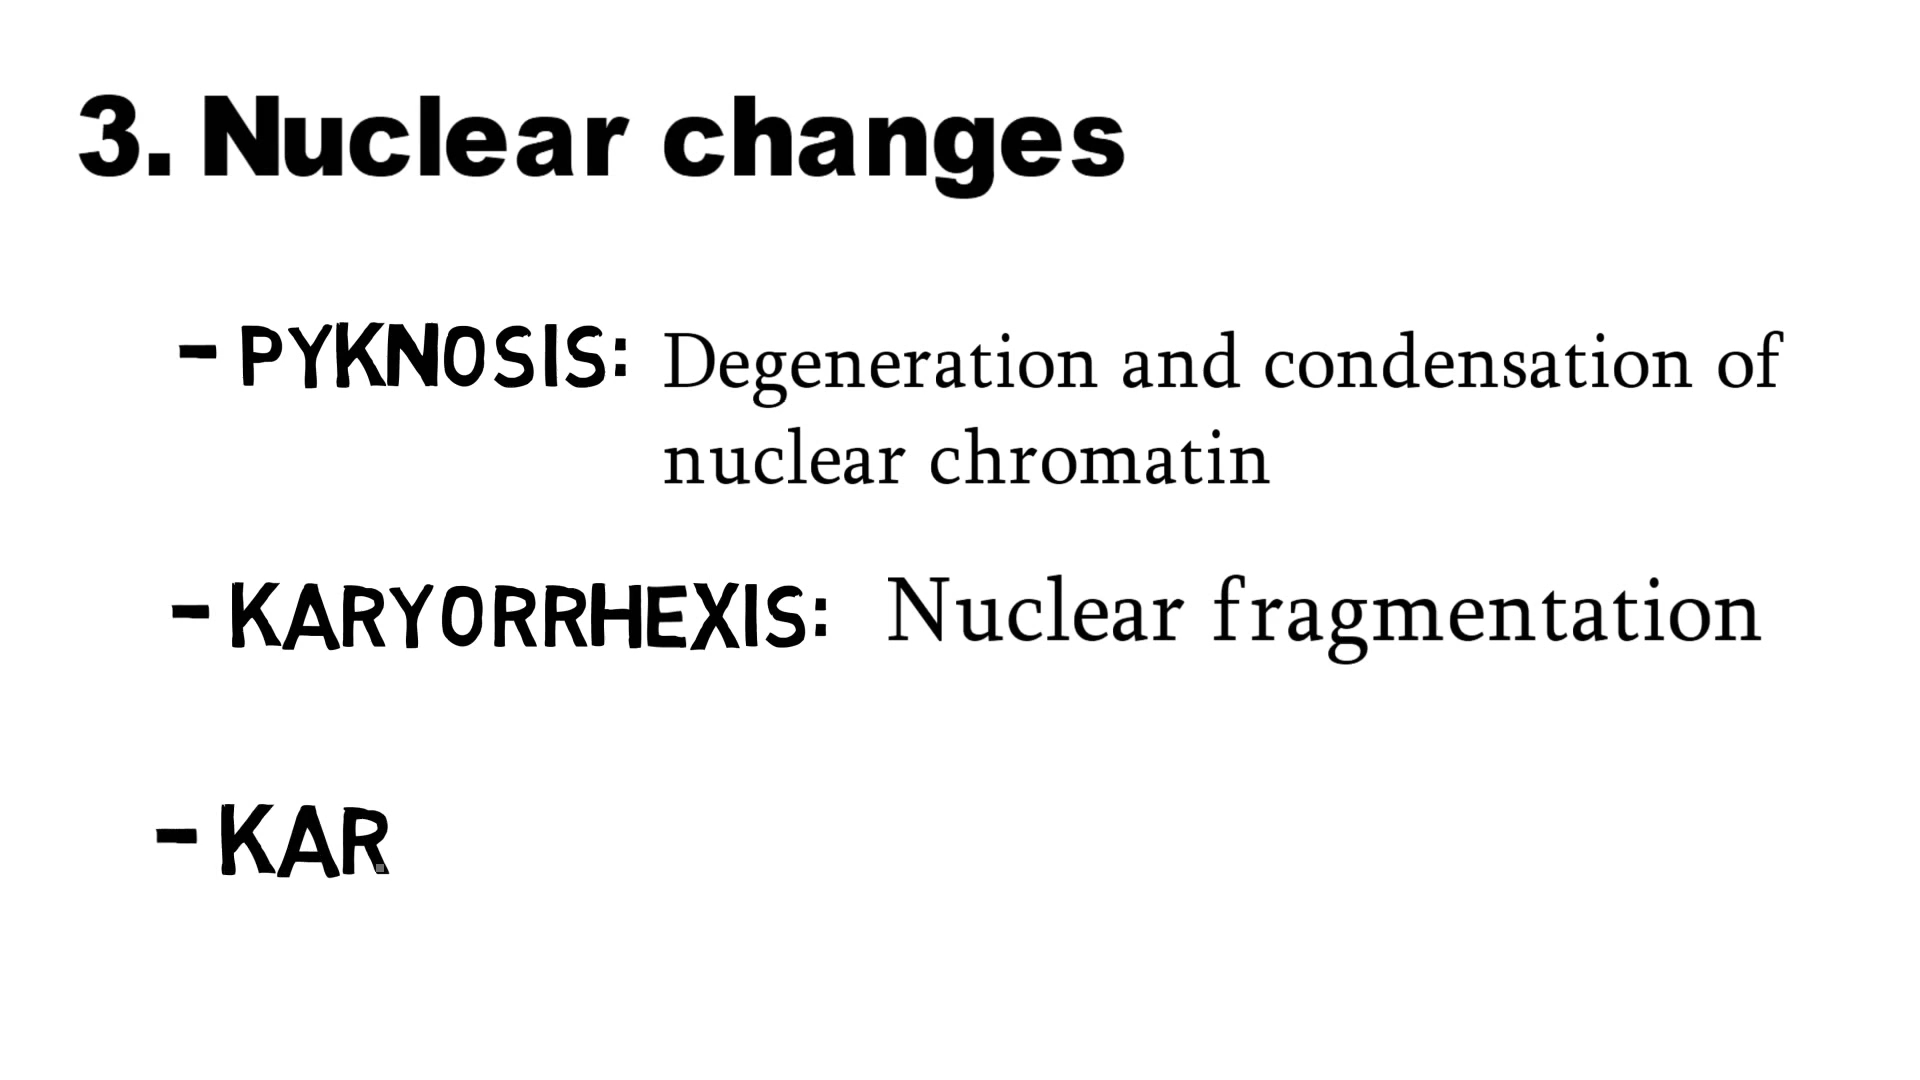 3. Nuclear changes
- PYKNOSIS: Degeneration and condensation of
nuclear chromatin
- KARYORRHEXIS: Nuclear fragmentation
- KAR